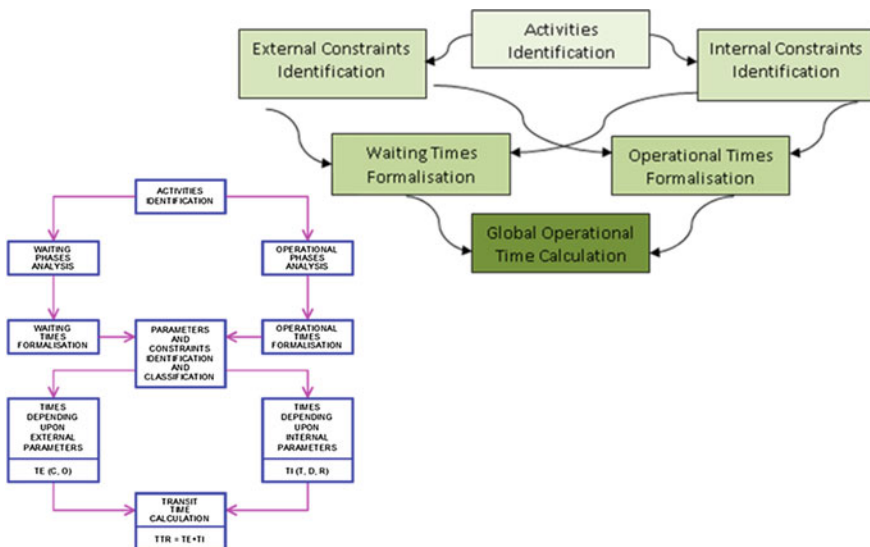 External Constraints
Identification
Activities
Identification
Internal Constraints
Identification
Waiting Times
Formalisation
Operational Times
Formalisation
Global Operational
Time Calculation
ACTIVITIES
IDENTIFICATION
WAITING
PHASES
ANALYSIS
OPERATIONAL
PHASES
ANALYSIS
WAITING
TIMES
FORMALISATION
PARAMETERS
AND
CONSTRAINTS
IDENTIFICATION
AND
CLASSIFICATION
OPERATIONAL
TIMES
FORMALISATION
TIMES
DEPENDING
UPON
EXTERNAL
PARAMETERS
TE (C, O)
TIMES
DEPENDING
UPON
INTERNAL
PARAMETERS
TI (T, D, R)
TRANSIT
TIME
CALCULATION
TTR = TE+TI